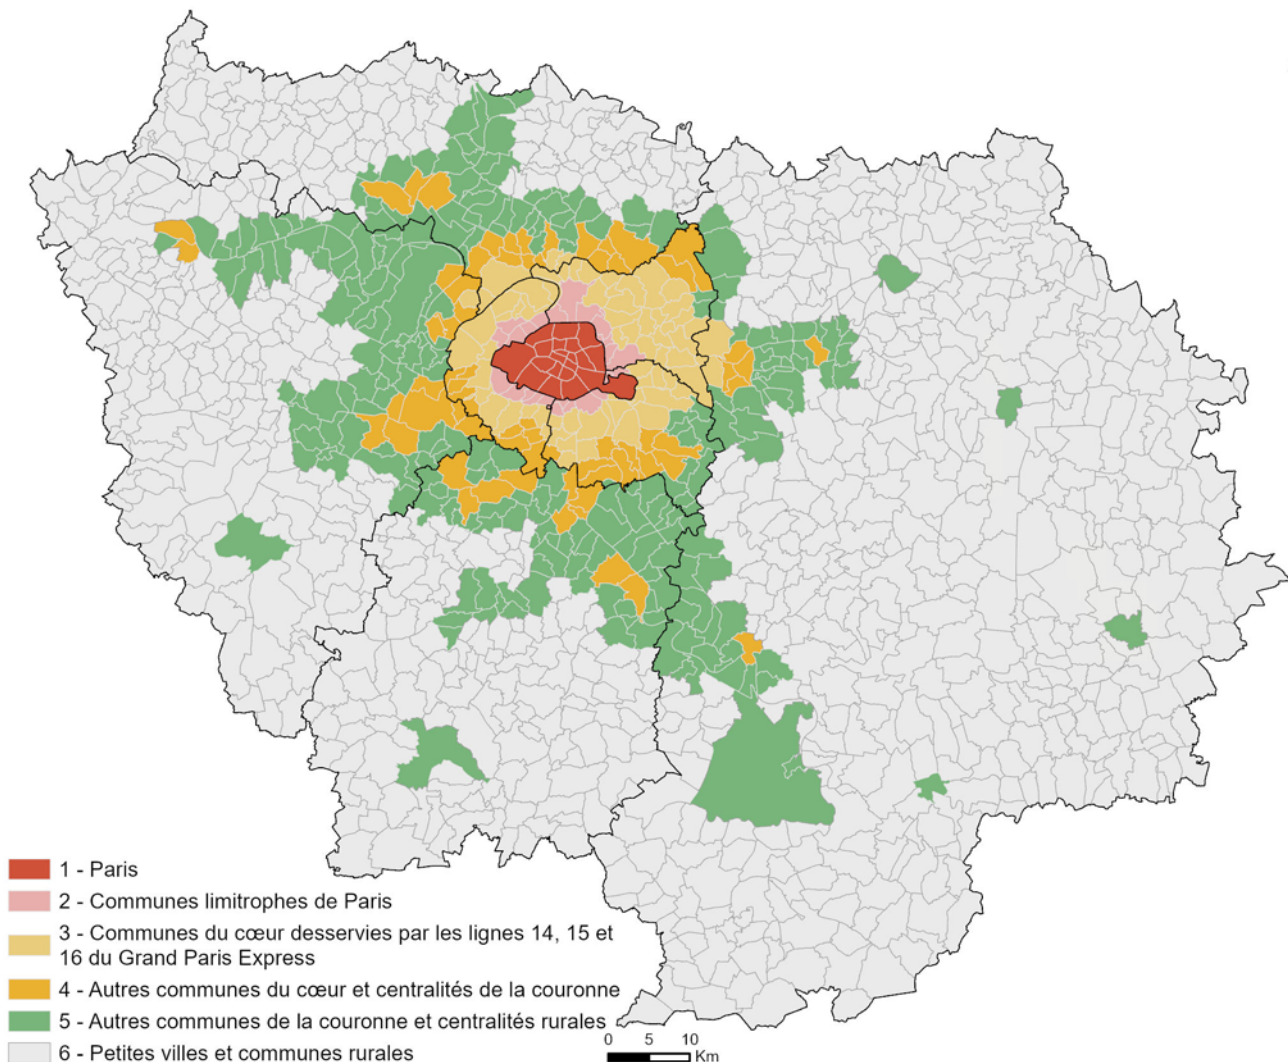 1 - Paris
2 - Communes limitrophes de Paris
3 - Communes du cœur desservies par les lignes 14, 15 et
16 du Grand Paris Express
4 - Autres communes du cœur et centralités de la couronne
5 - Autres communes de la couronne et centralités rurales
6 - Petites villes et communes rurales
0 5 10
Km